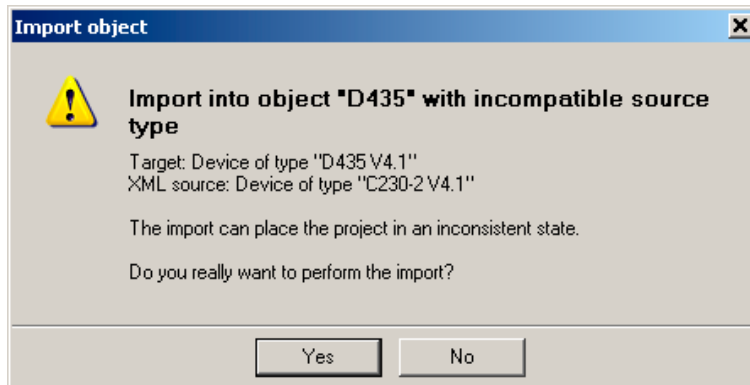 Import object
Import into object "D435" with incompatible source
type
Target: Device of type "D435 V4.1"
XML source: Device of type "C230-2 V4.1"
The import can place the project in an inconsistent state.
Do you really want to perform the import?
Yes
No